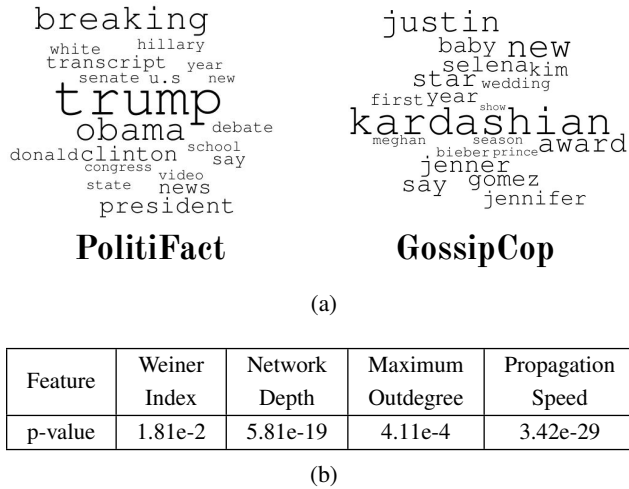 breaking
white hillary
transcript year
senate u.s new
trump
obama debate
donald clinton school
congress say
state video
news
president
PolitiFact
justin
baby new
selena kim
star wedding
first year show
kardashian
meghan season award
bieber prince
jenner
say gomez
jennifer
GossipCop
(a)
Feature Weiner Index Network Depth Maximum Outdegree Propagation Speed
p-value 1.81e-2 5.81e-19 4.11e-4 3.42e-29
(b)